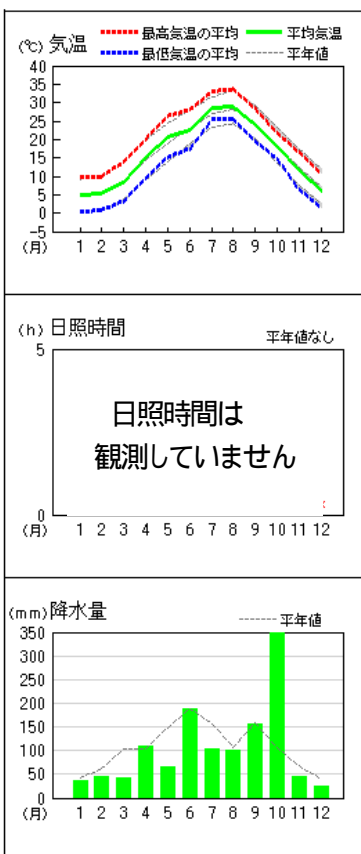 (℃) 気温
最高気温の平均 平均気温
最低気温の平均 平年値
40
35
30
25
20
15
10
5
0
-5
(月) 1 2 3 4 5 6 7 8 9 10 11 12
(h) 日照時間
平年値なし
5
日照時間は
観測していません
0
(月) 1 2 3 4 5 6 7 8 9 10 11 12
(mm) 降水量
平年値
350
300
250
200
150
100
50
0
(月) 1 2 3 4 5 6 7 8 9 10 11 12